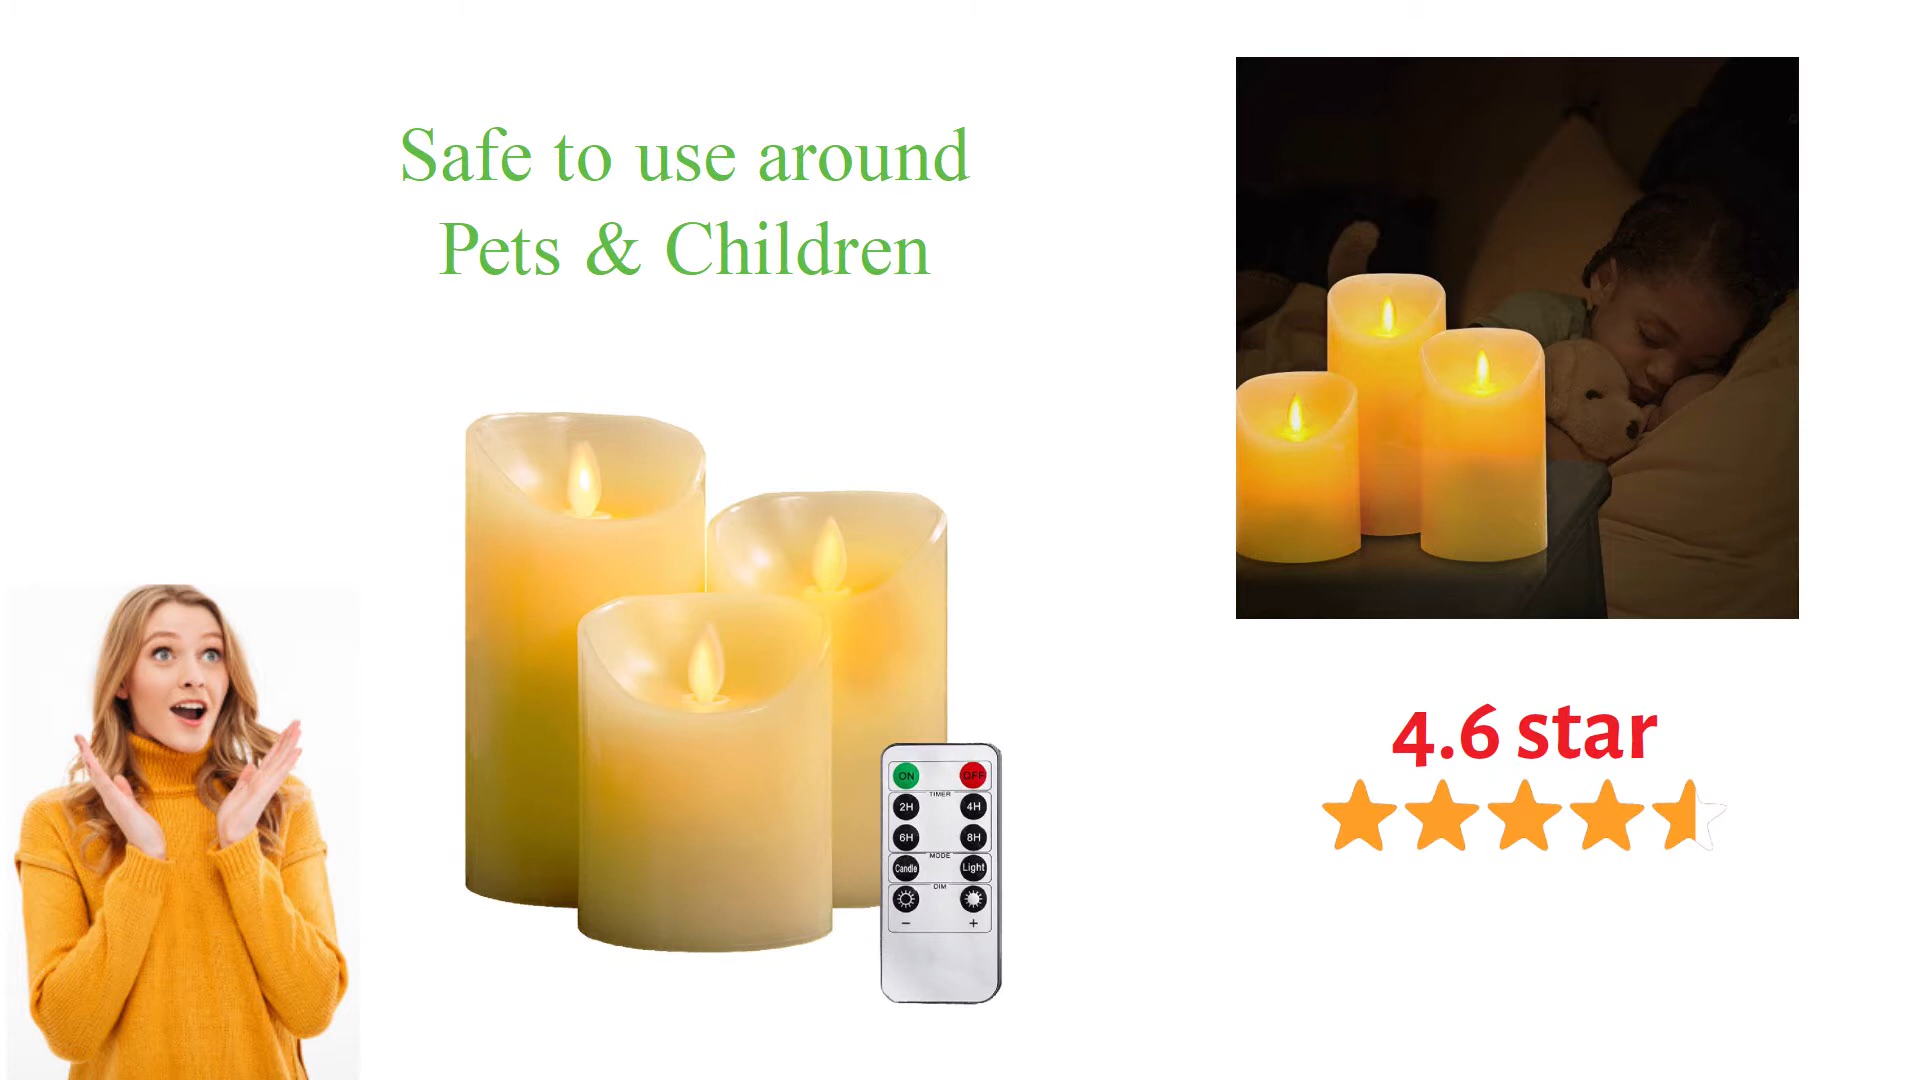 Safe to use around
Pets & Children
4.6 star
ON OFF
TIMER
2H 4H
6H 8H
MODE
Candle Light
DIM
− +